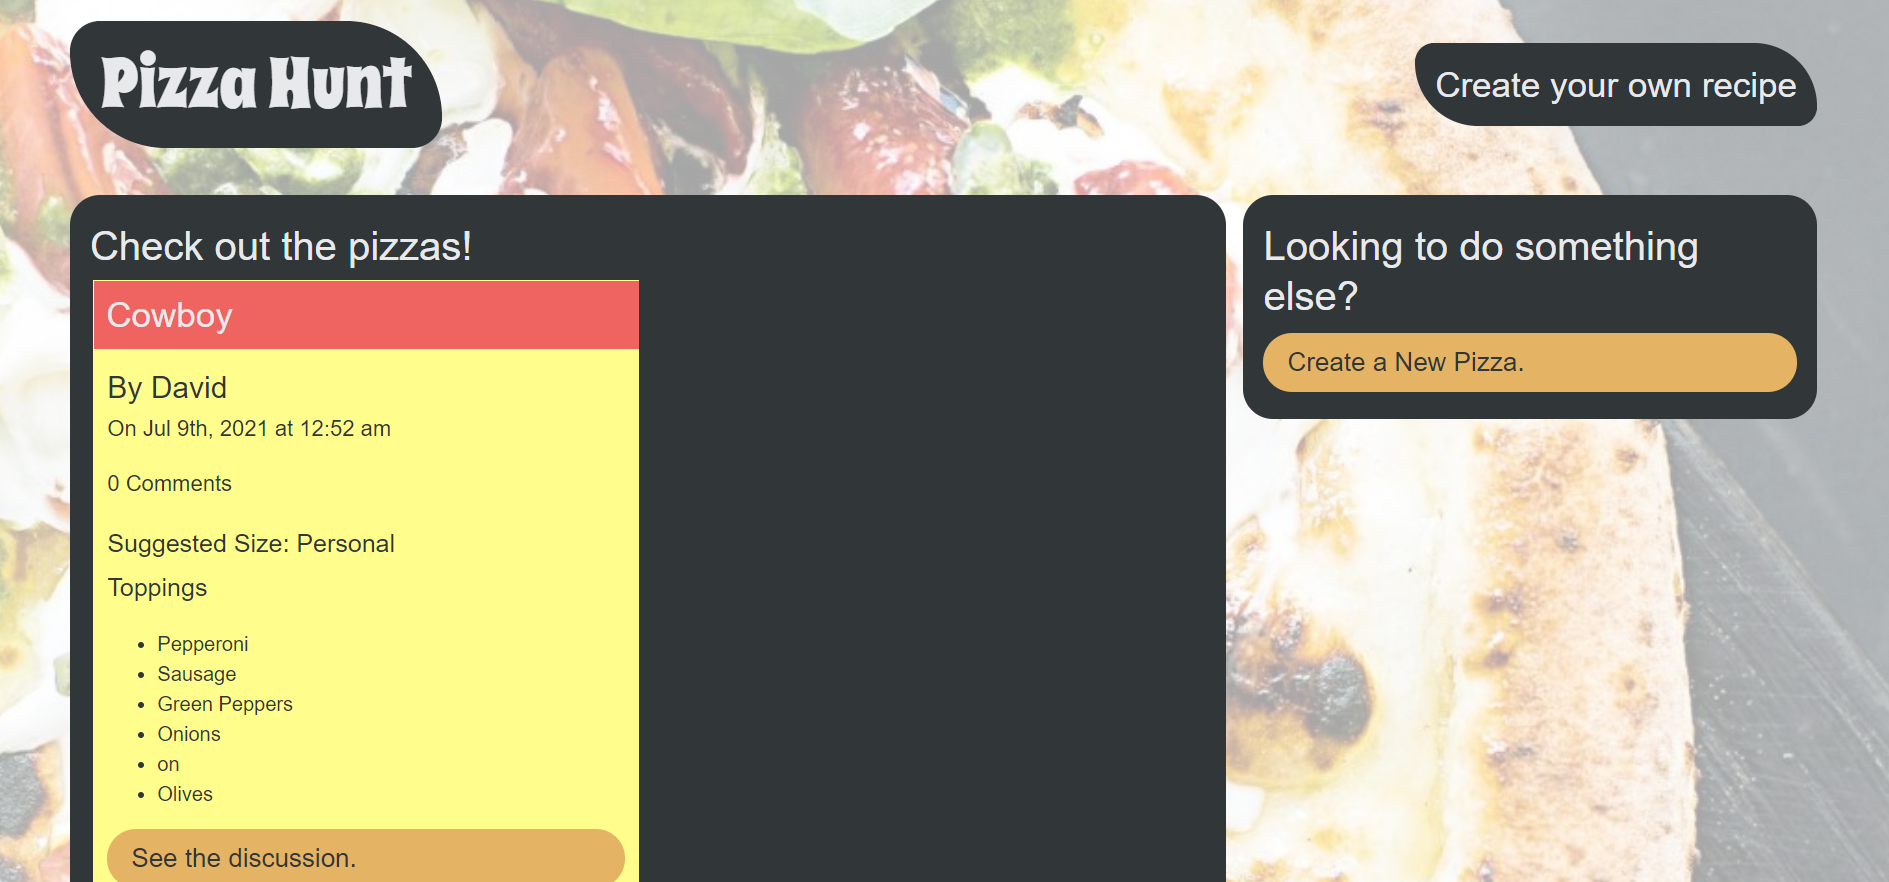 Pizza Hunt
Create your own recipe
Check out the pizzas!
Cowboy
By David
On Jul 9th, 2021 at 12:52 am
0 Comments
Suggested Size: Personal
Toppings
Pepperoni
Sausage
Green Peppers
Onions
on
Olives
See the discussion.
Looking to do something
else?
Create a New Pizza.